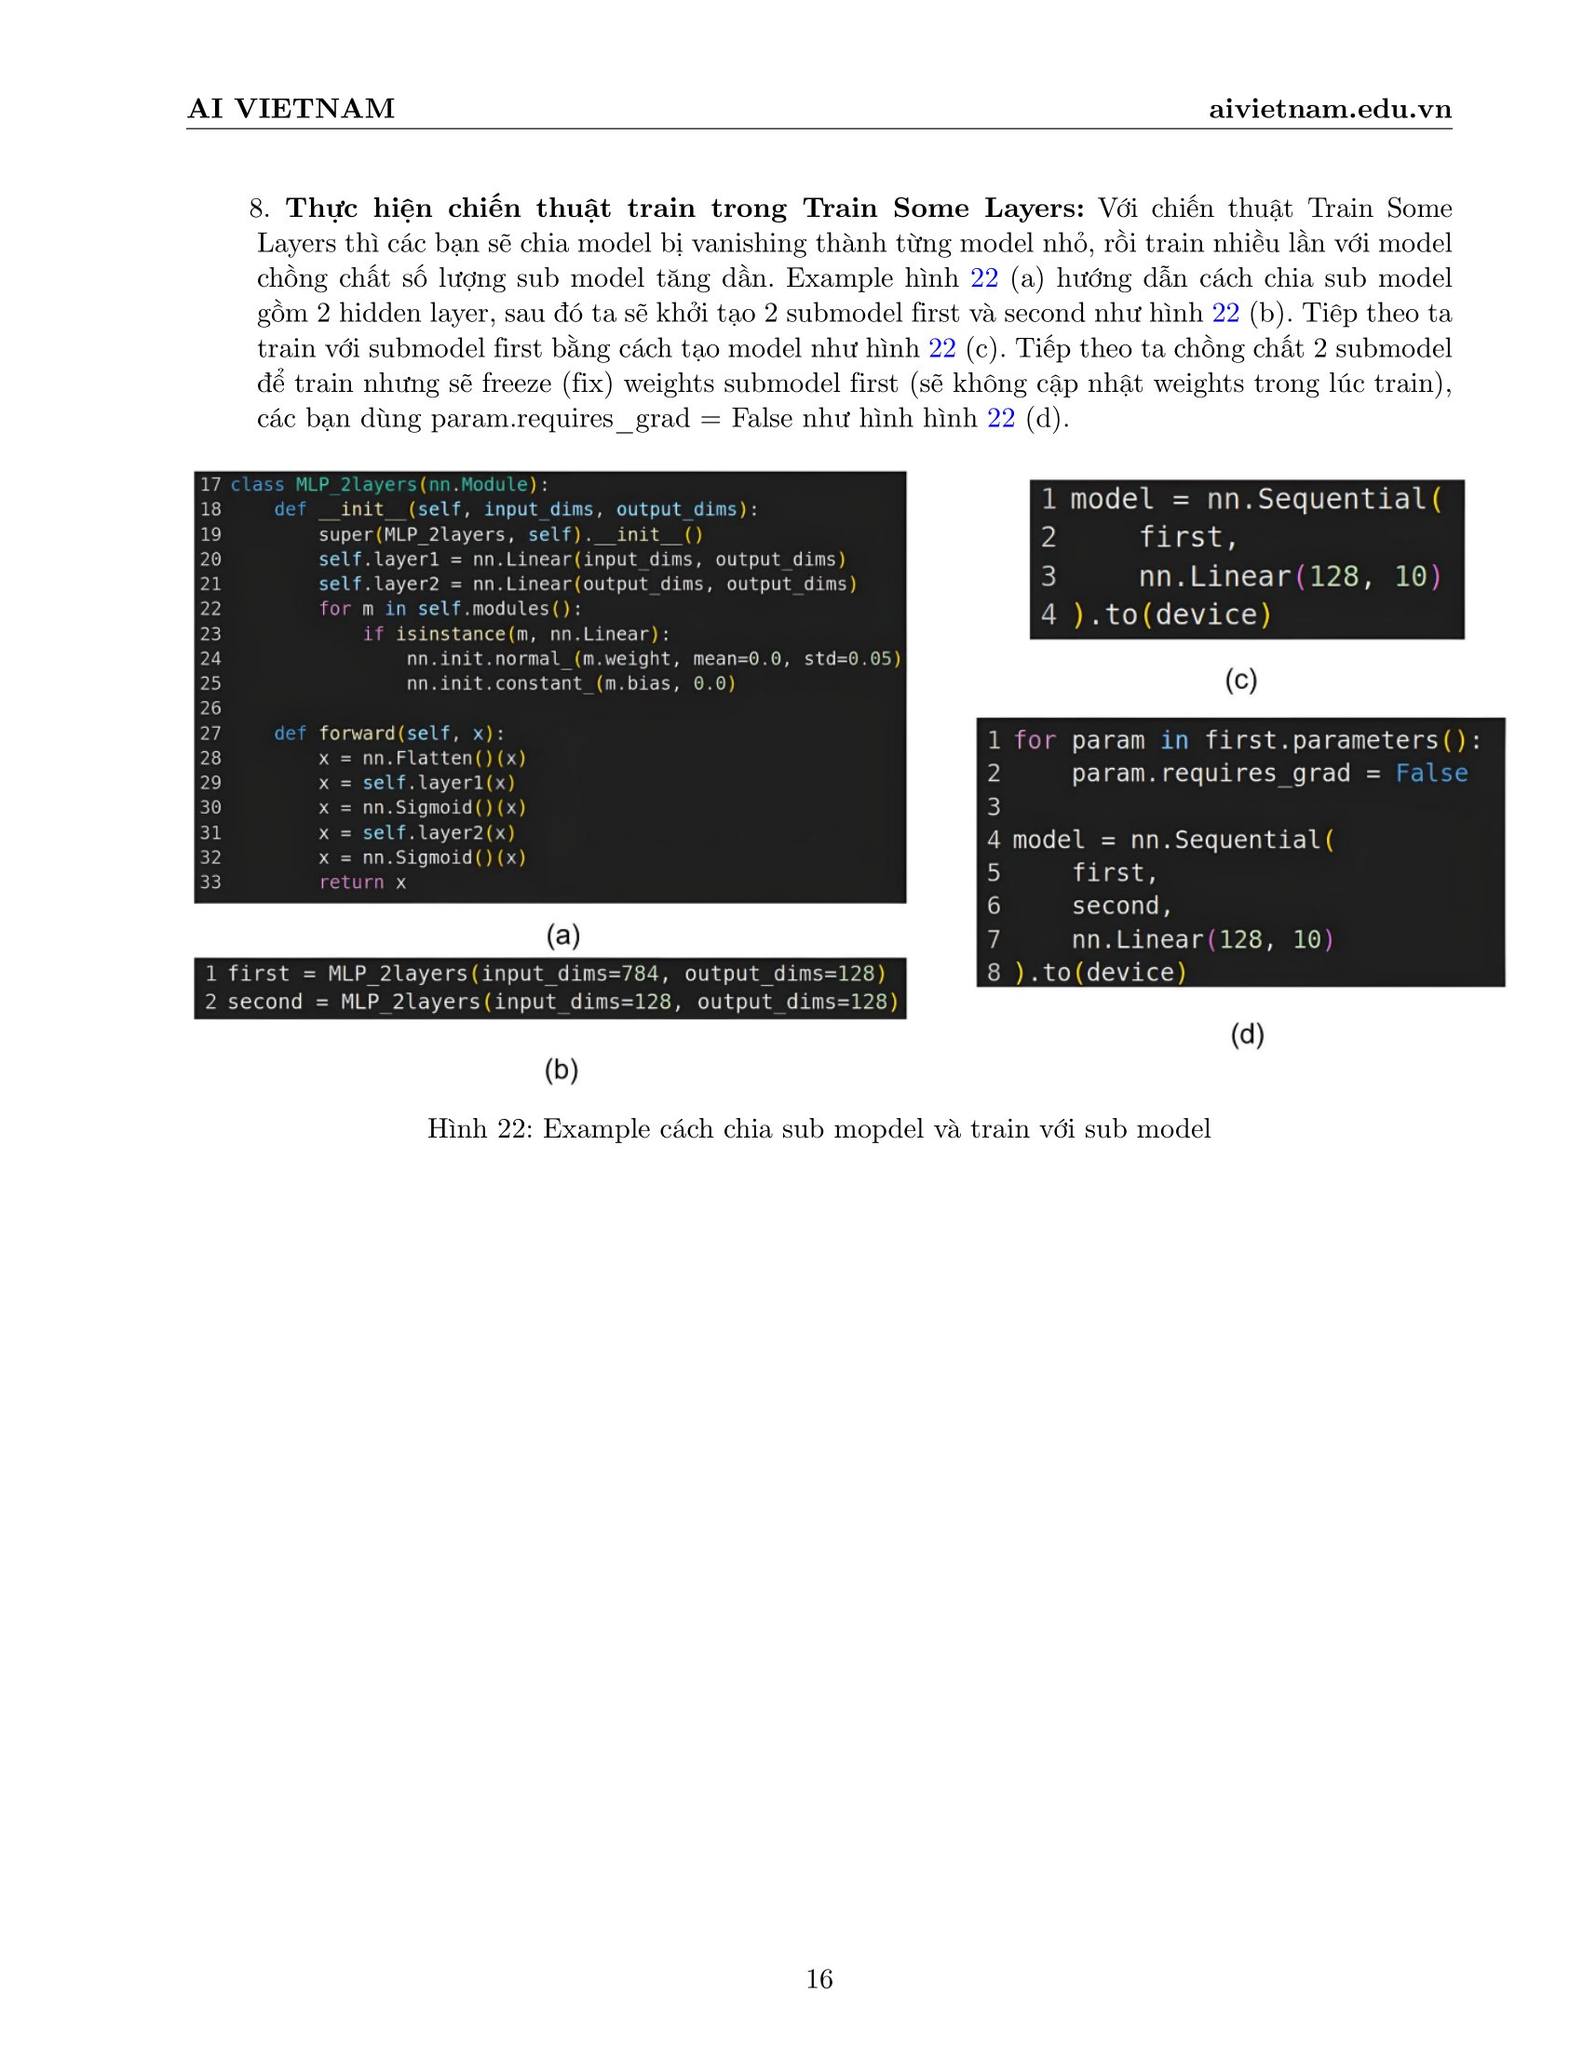 AI VIETNAM
aivietnam.edu.vn
8. Thực hiện chiến thuật train trong Train Some Layers: Với chiến thuật Train Some
Layers thì các bạn sẽ chia model bị vanishing thành từng model nhỏ, rồi train nhiều lần với model
chồng chất số lượng sub model tăng dần. Example hình 22 (a) hướng dẫn cách chia sub model
gồm 2 hidden layer, sau đó ta sẽ khởi tạo 2 submodel first và second như hình 22 (b). Tiêp theo ta
train với submodel first bằng cách tạo model như hình 22 (c). Tiếp theo ta chồng chất 2 submodel
để train nhưng sẽ freeze (fix) weights submodel first (sẽ không cập nhật weights trong lúc train),
các bạn dùng param.requires_grad = False như hình hình 22 (d).
17 class MLP_2layers(nn.Module):
18     def __init__(self, input_dims, output_dims):
19         super(MLP_2layers, self).__init__()
20         self.layer1 = nn.Linear(input_dims, output_dims)
21         self.layer2 = nn.Linear(output_dims, output_dims)
22         for m in self.modules():
23             if isinstance(m, nn.Linear):
24                 nn.init.normal_(m.weight, mean=0.0, std=0.05)
25                 nn.init.constant_(m.bias, 0.0)
26
27     def forward(self, x):
28         x = nn.Flatten()(x)
29         x = self.layer1(x)
30         x = nn.Sigmoid()(x)
31         x = self.layer2(x)
32         x = nn.Sigmoid()(x)
33         return x
(a)
1 first = MLP_2layers(input_dims=784, output_dims=128)
2 second = MLP_2layers(input_dims=128, output_dims=128)
(b)
1 model = nn.Sequential(
2     first,
3     nn.Linear(128, 10)
4 ).to(device)
(c)
1 for param in first.parameters():
2     param.requires_grad = False
3
4 model = nn.Sequential(
5     first,
6     second,
7     nn.Linear(128, 10)
8 ).to(device)
(d)
Hình 22: Example cách chia sub mopdel và train với sub model
16